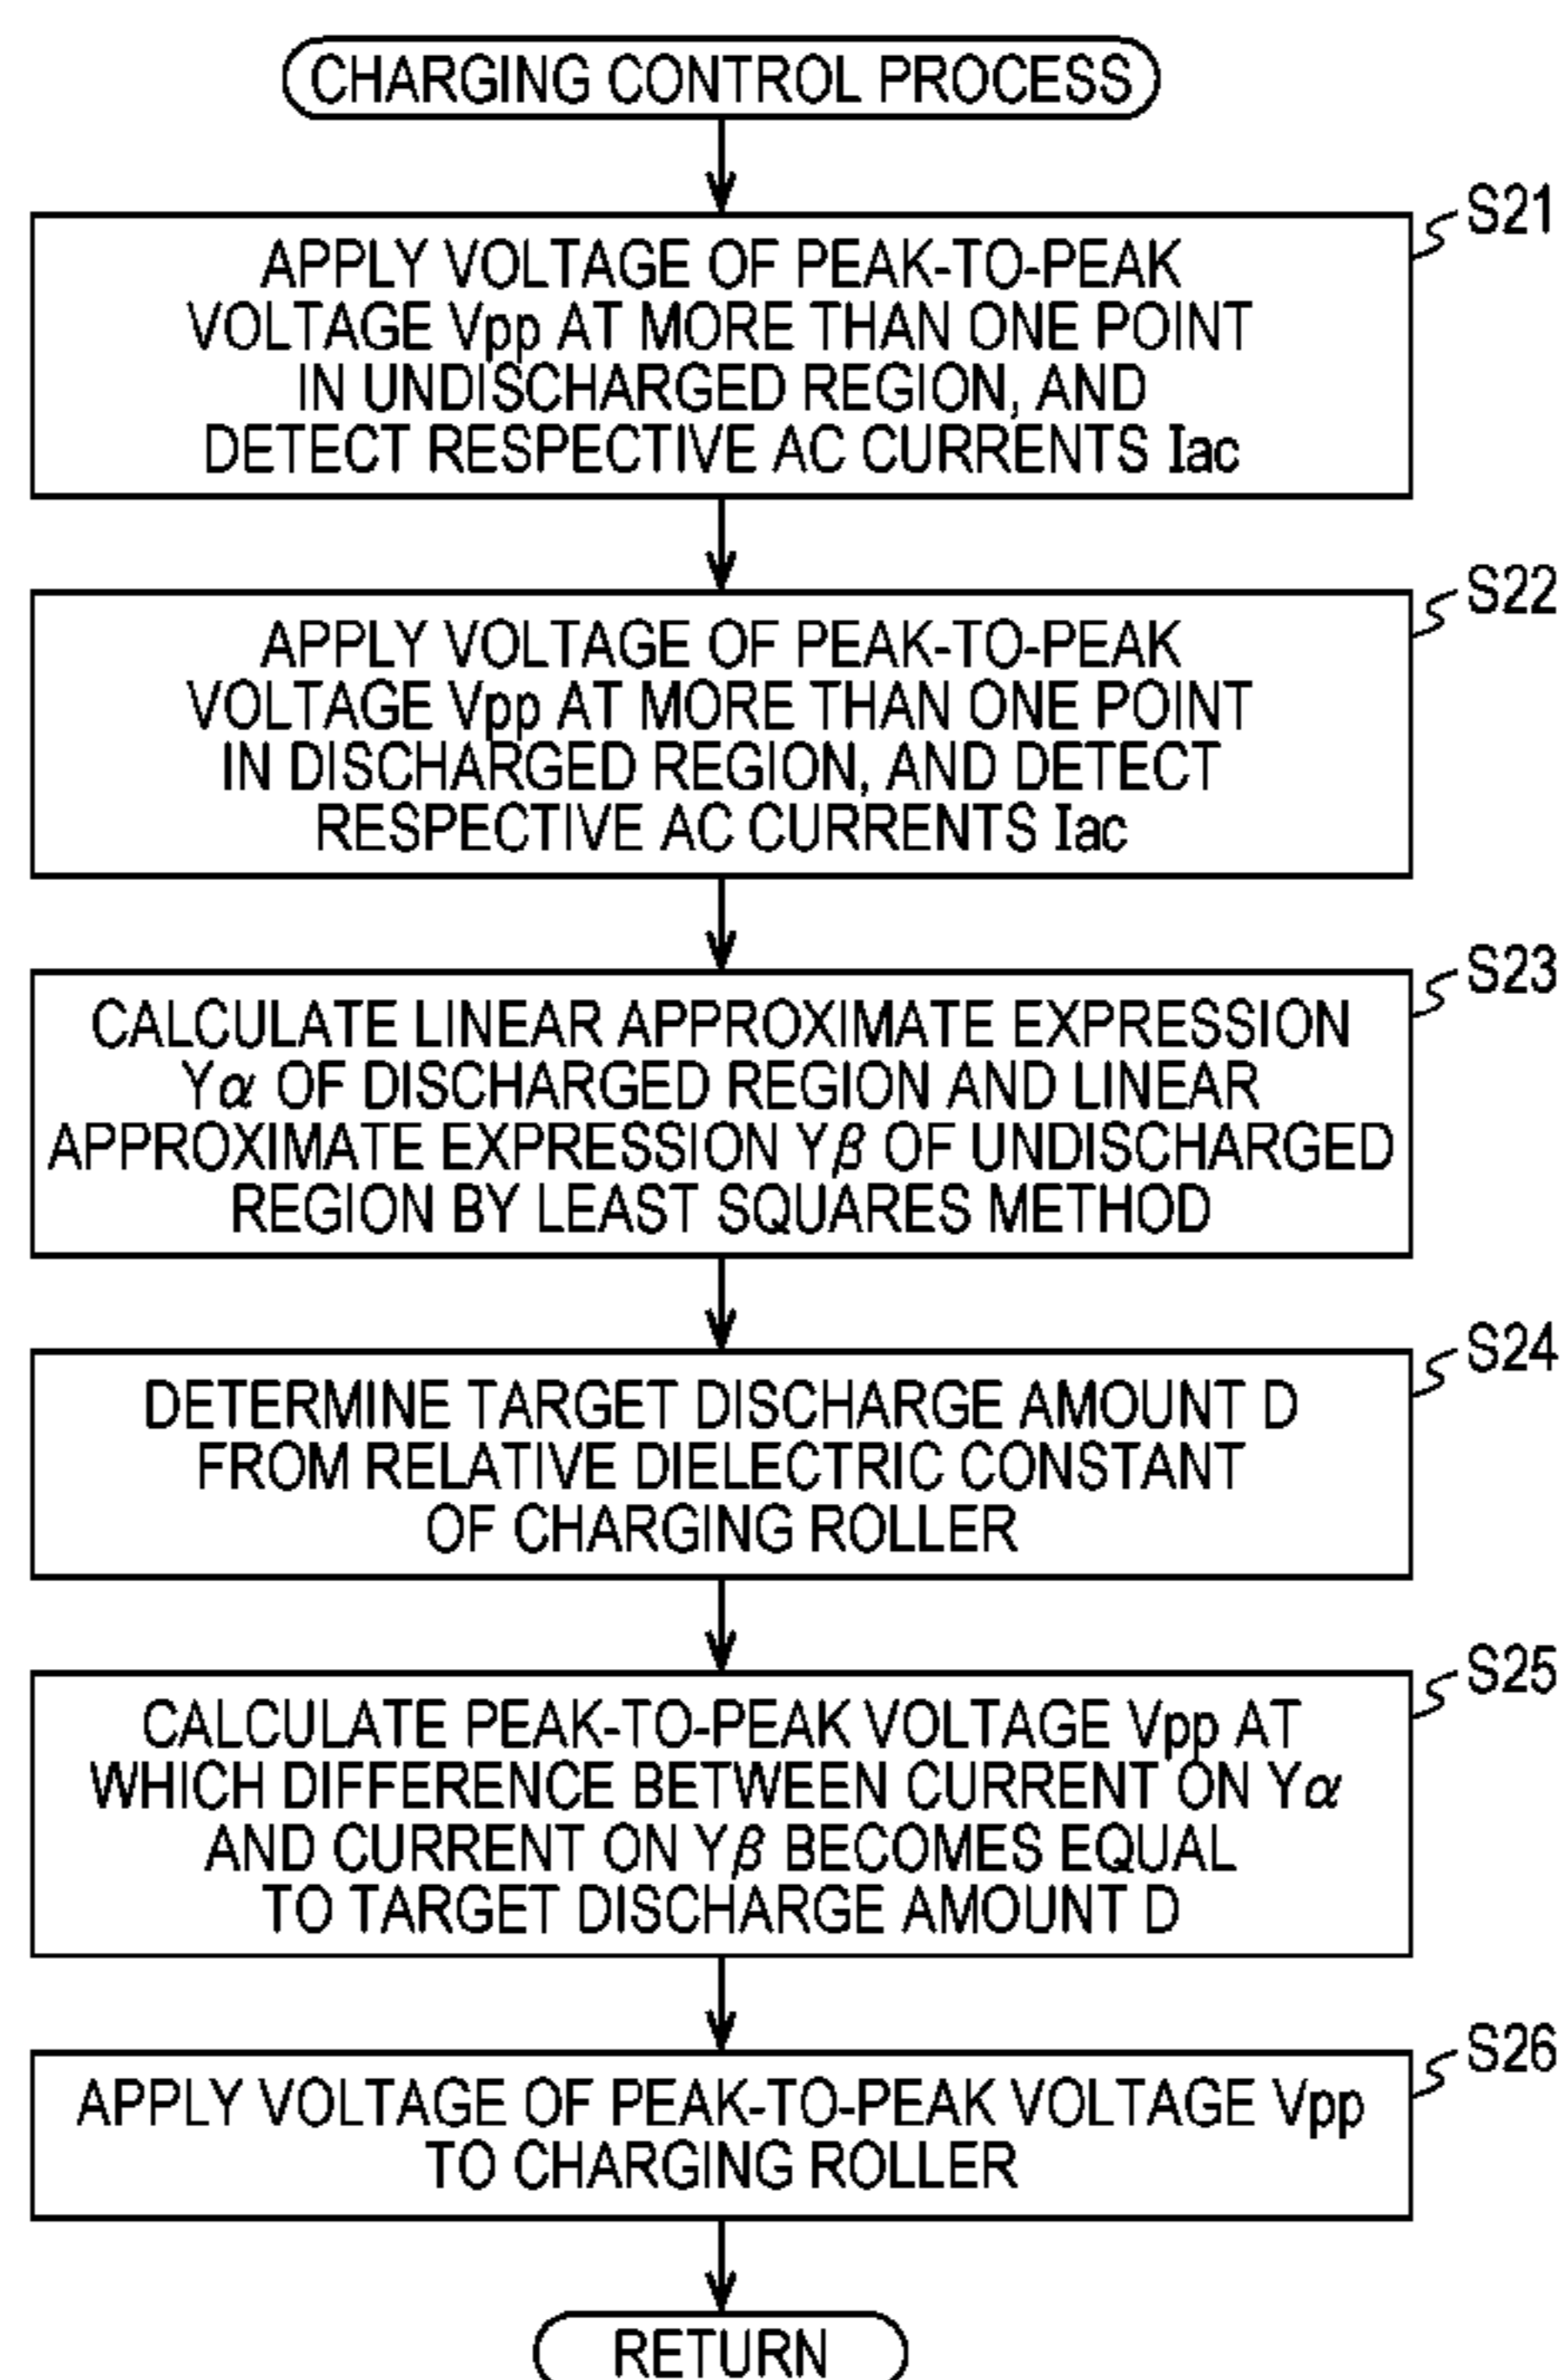 CHARGING CONTROL PROCESS
S21
APPLY VOLTAGE OF PEAK-TO-PEAK
VOLTAGE Vpp AT MORE THAN ONE POINT
IN UNDISCHARGED REGION, AND
DETECT RESPECTIVE AC CURRENTS Iac
S22
APPLY VOLTAGE OF PEAK-TO-PEAK
VOLTAGE Vpp AT MORE THAN ONE POINT
IN DISCHARGED REGION, AND DETECT
RESPECTIVE AC CURRENTS Iac
S23
CALCULATE LINEAR APPROXIMATE EXPRESSION
Yα OF DISCHARGED REGION AND LINEAR
APPROXIMATE EXPRESSION Yβ OF UNDISCHARGED
REGION BY LEAST SQUARES METHOD
S24
DETERMINE TARGET DISCHARGE AMOUNT D
FROM RELATIVE DIELECTRIC CONSTANT
OF CHARGING ROLLER
S25
CALCULATE PEAK-TO-PEAK VOLTAGE Vpp AT
WHICH DIFFERENCE BETWEEN CURRENT ON Yα
AND CURRENT ON Yβ BECOMES EQUAL
TO TARGET DISCHARGE AMOUNT D
S26
APPLY VOLTAGE OF PEAK-TO-PEAK VOLTAGE Vpp
TO CHARGING ROLLER
RETURN